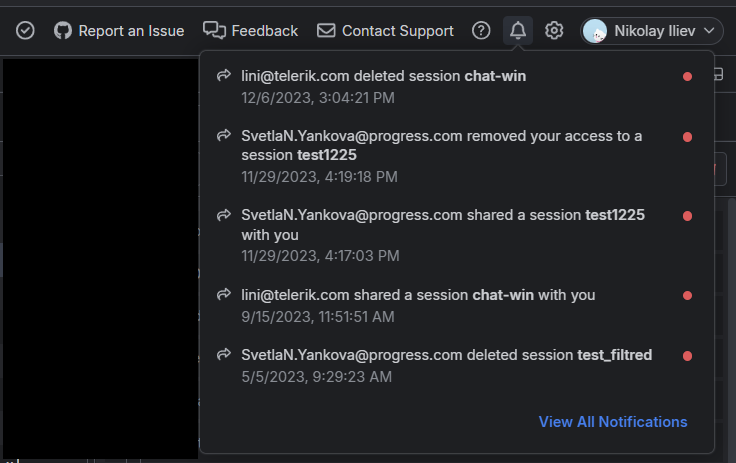 Report an Issue Feedback Contact Support Nikolay Iliev
lini@telerik.com deleted session chat-win
12/6/2023, 3:04:21 PM
SvetlaN.Yankova@progress.com removed your access to a
session test1225
11/29/2023, 4:19:18 PM
SvetlaN.Yankova@progress.com shared a session test1225
with you
11/29/2023, 4:17:03 PM
lini@telerik.com shared a session chat-win with you
9/15/2023, 11:51:51 AM
SvetlaN.Yankova@progress.com deleted session test_filtred
5/5/2023, 9:29:23 AM
View All Notifications